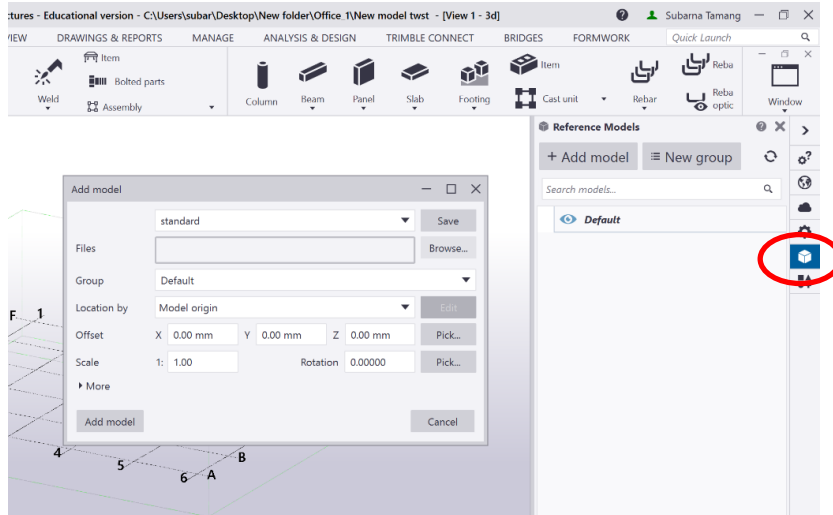 ctures - Educational version - C:\Users\subar\Desktop\New folder\Office_1\New model twst - [View 1 - 3d]
Subarna Tamang
VIEW DRAWINGS & REPORTS MANAGE ANALYSIS & DESIGN TRIMBLE CONNECT BRIDGES FORMWORK Quick Launch
Item
Bolted parts
Assembly
Weld
Column Beam Panel Slab Footing
Item
Cast unit
Rebar
Reba
Reba
optic
Window
Reference Models
+ Add model New group
Search models...
Default
Add model
standard Save
Files Browse...
Group Default
Location by Model origin Edit
Offset X 0.00 mm Y 0.00 mm Z 0.00 mm Pick...
Scale 1: 1.00 Rotation 0.00000 Pick...
More
Add model Cancel
F 1
4 5 6 A B